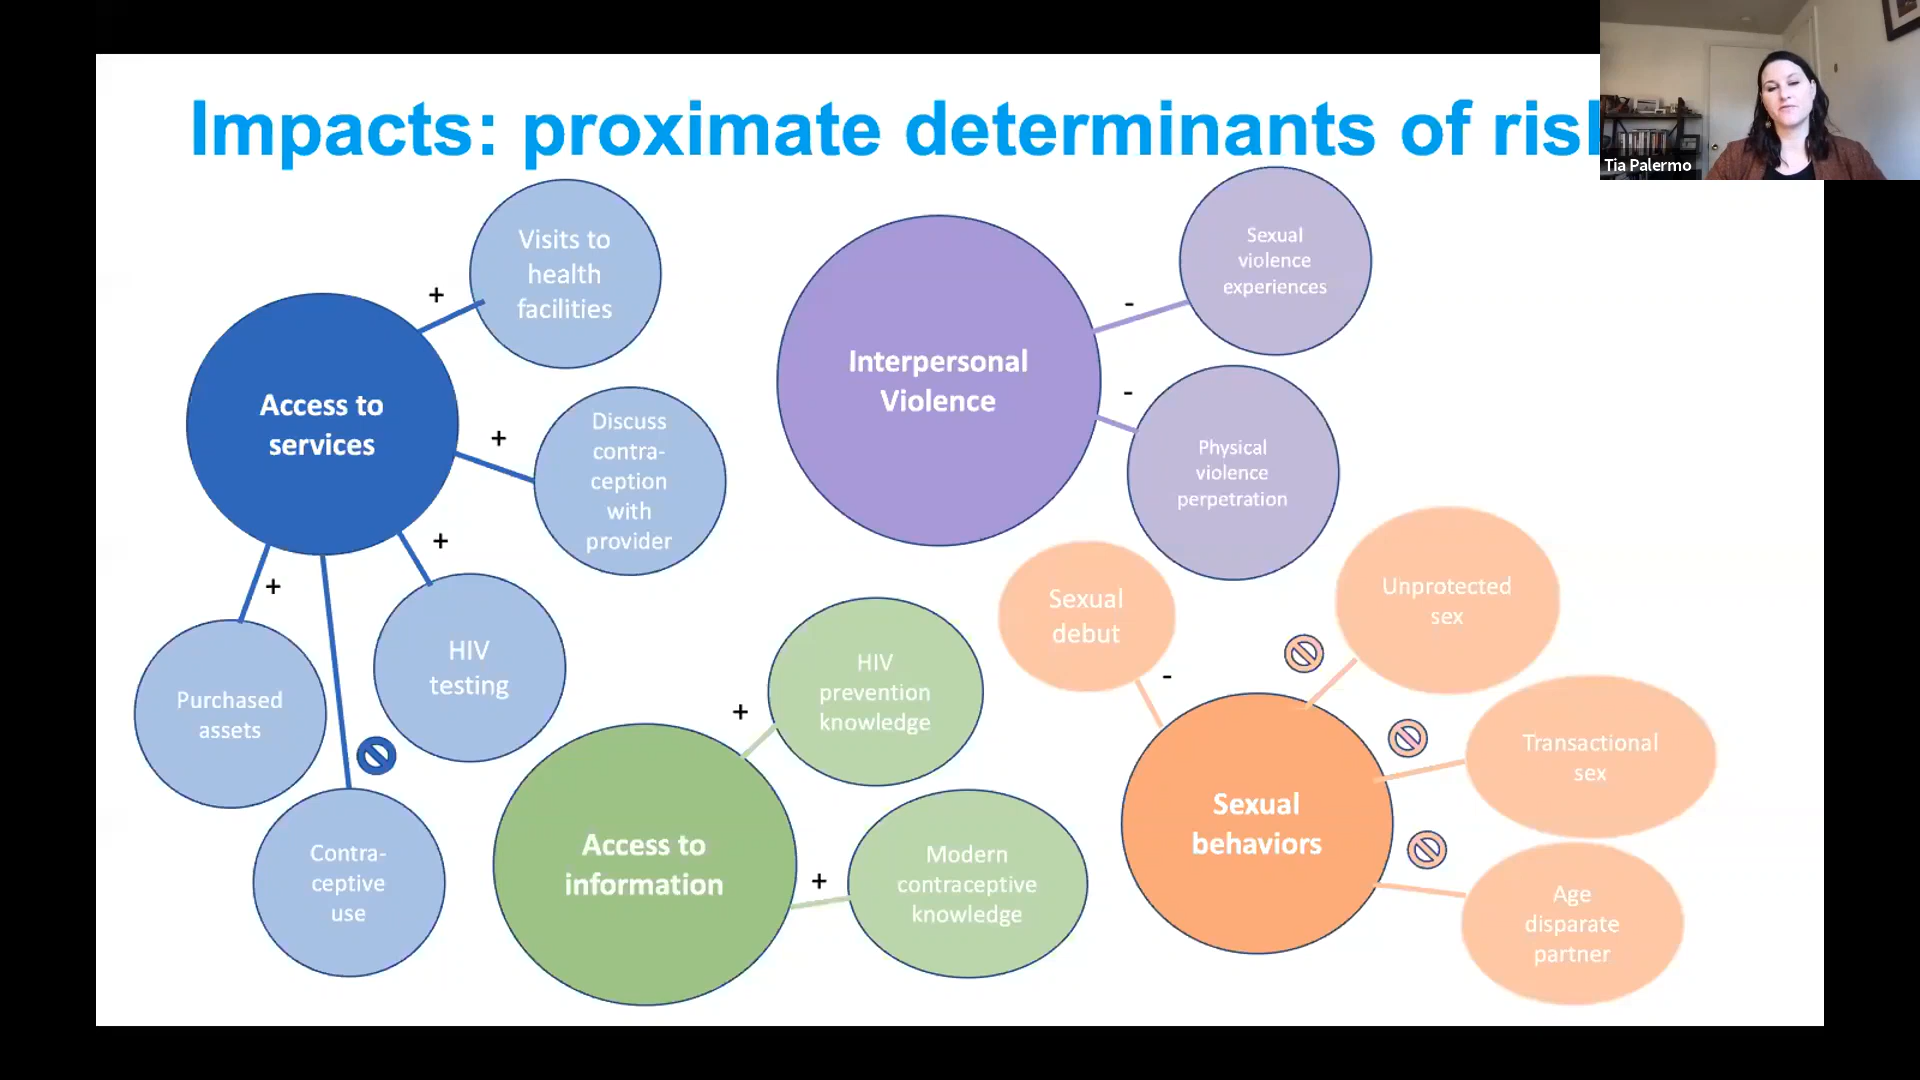 Impacts: proximate determinants of
Tia Palermo
Visits to
health
facilities
+
Access to
services
+
Discuss
contra-
ception
with
provider
+
HIV
testing
+
Purchased
assets
Contra-
ceptive
use
Interpersonal
Violence
-
Sexual
violence
experiences
-
Physical
violence
perpetration
Access to
information
+
HIV
prevention
knowledge
+
Modern
contraceptive
knowledge
Sexual
behaviors
-
Sexual
debut
Unprotected
sex
Transactional
sex
Age
disparate
partner